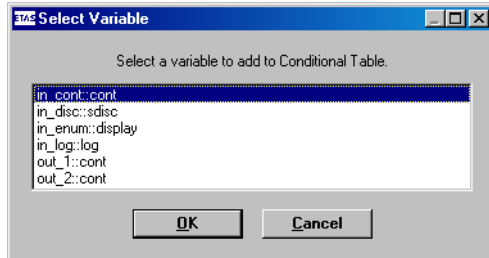 ETAS Select Variable
Select a variable to add to Conditional Table.
in_cont::cont
in_disc::sdisc
in_enum::display
in_log::log
out_1::cont
out_2::cont
OK Cancel